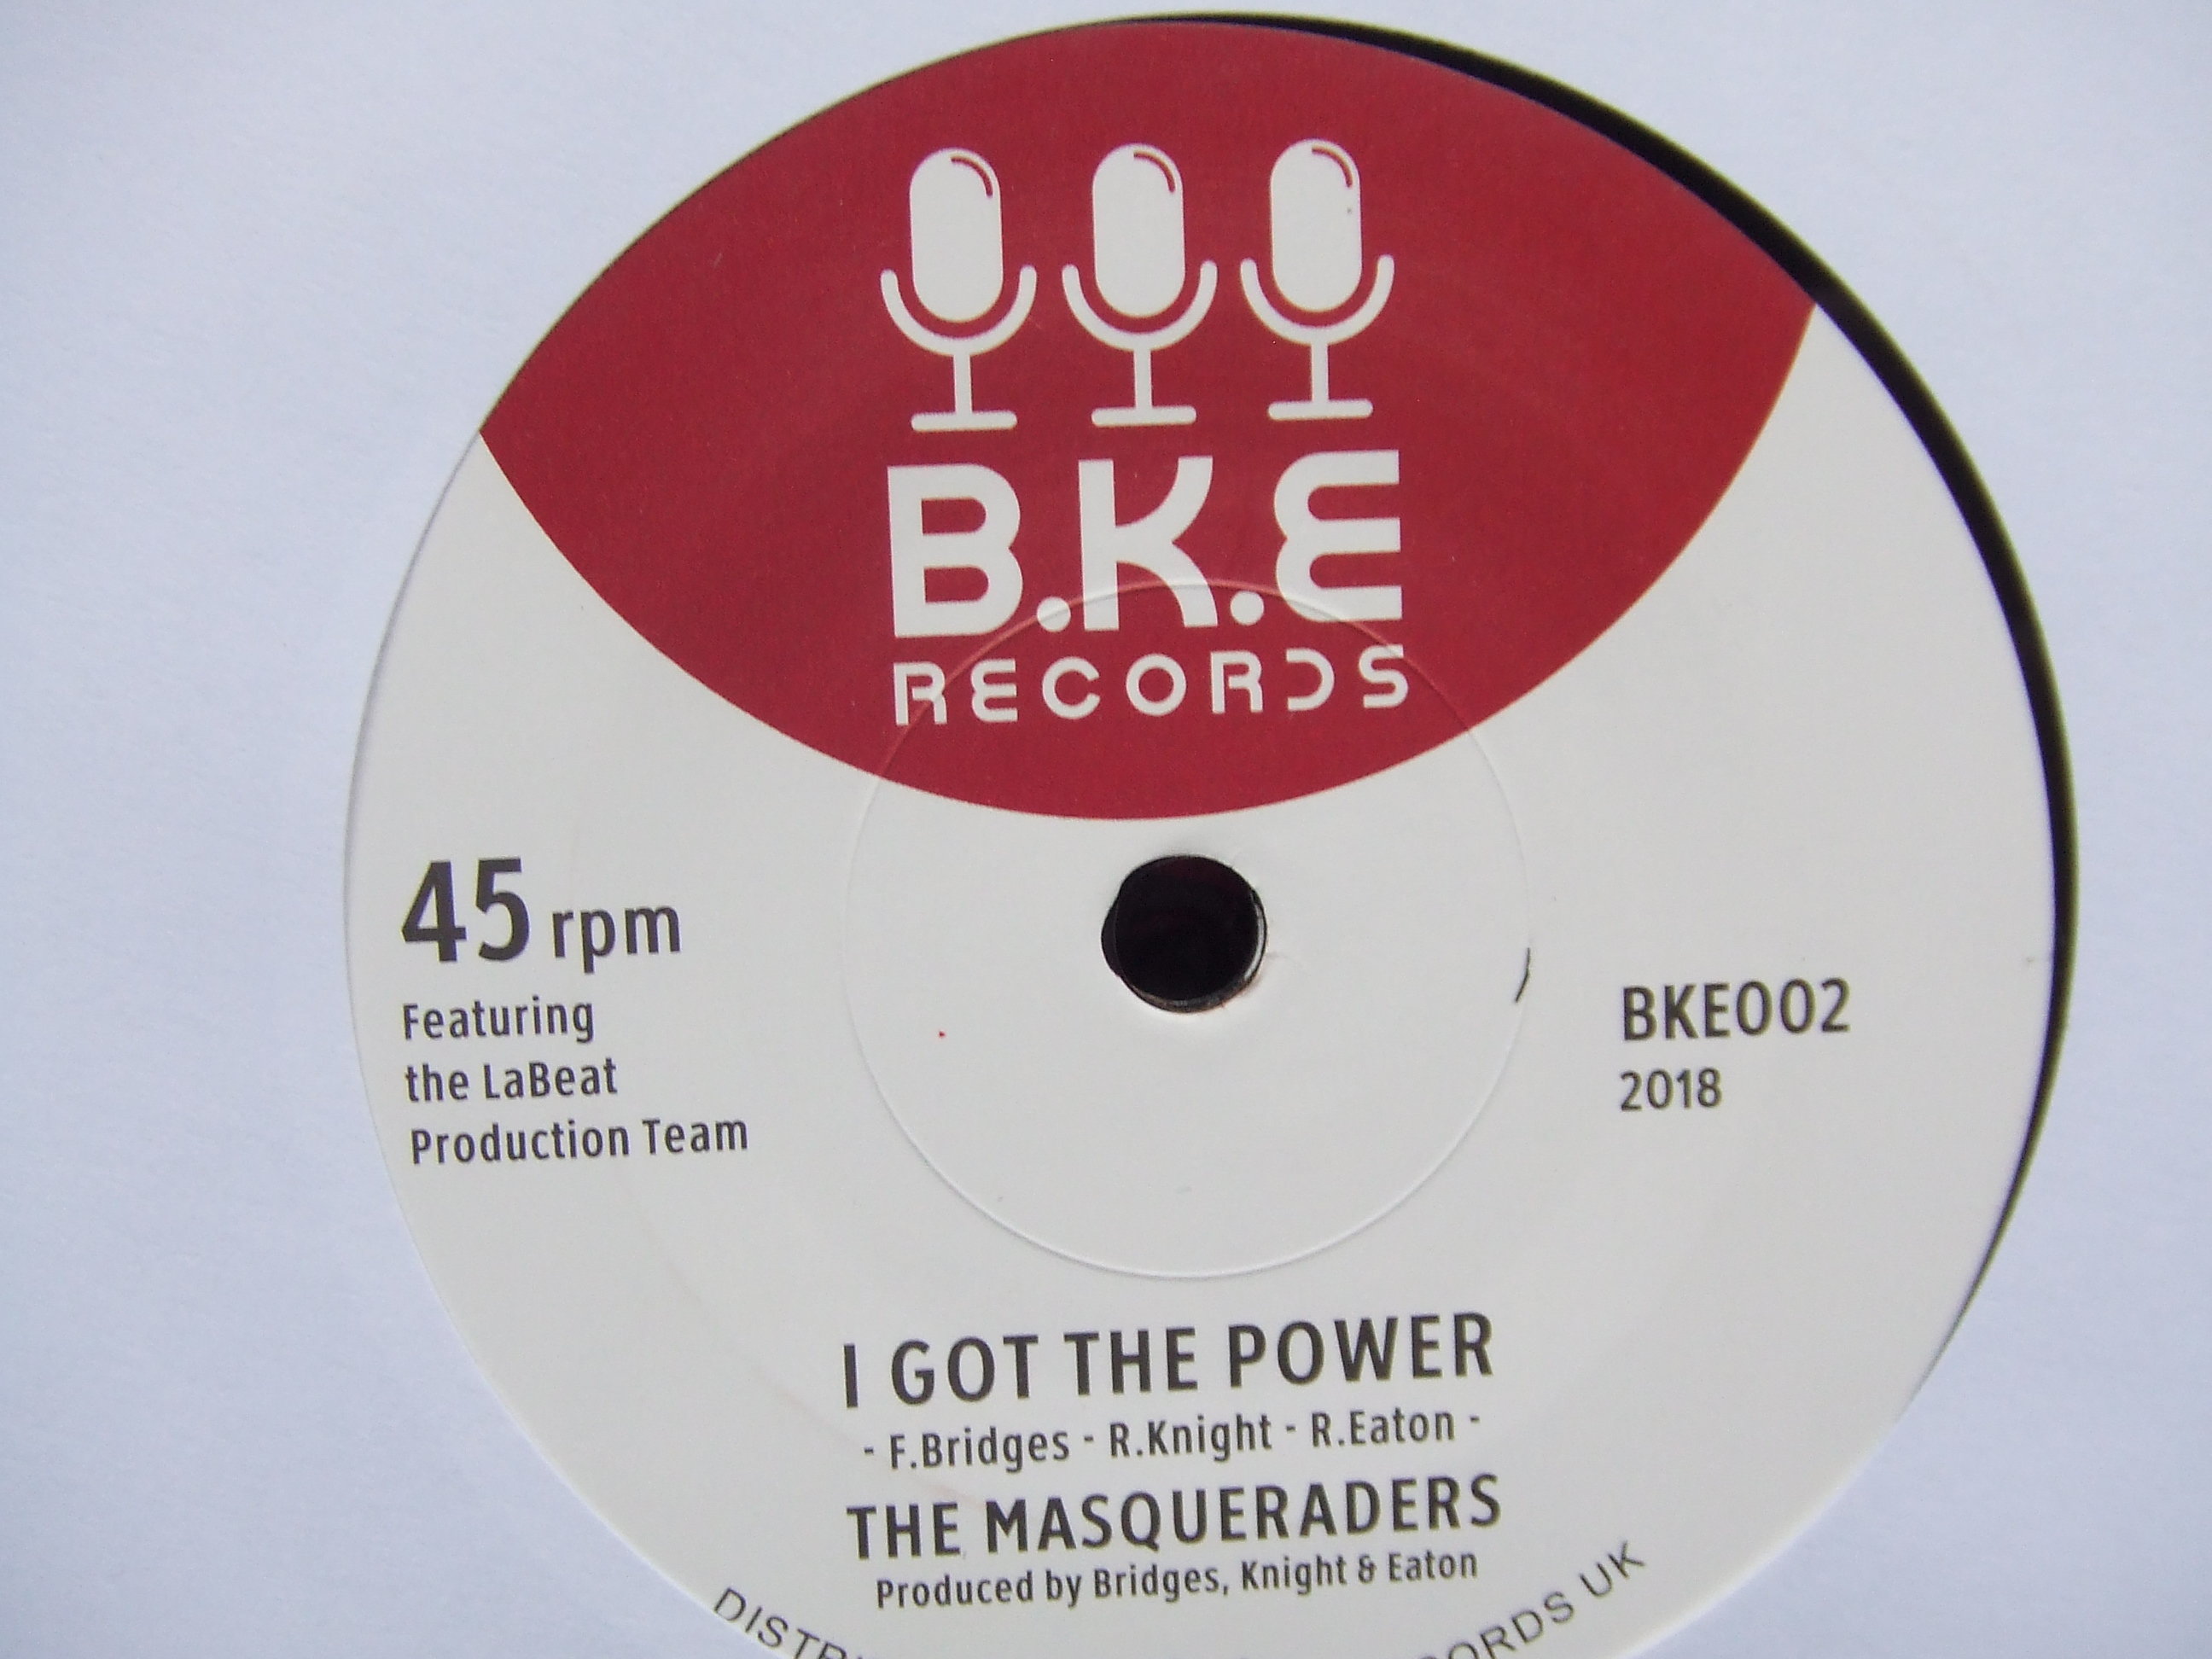 B.K.E
RECORDS
45 rpm
Featuring
the LaBeat
Production Team
BKE002
2018
I GOT THE POWER
- F.Bridges - R.Knight - R.Eaton -
THE MASQUERADERS
Produced by Bridges, Knight & Eaton
UK